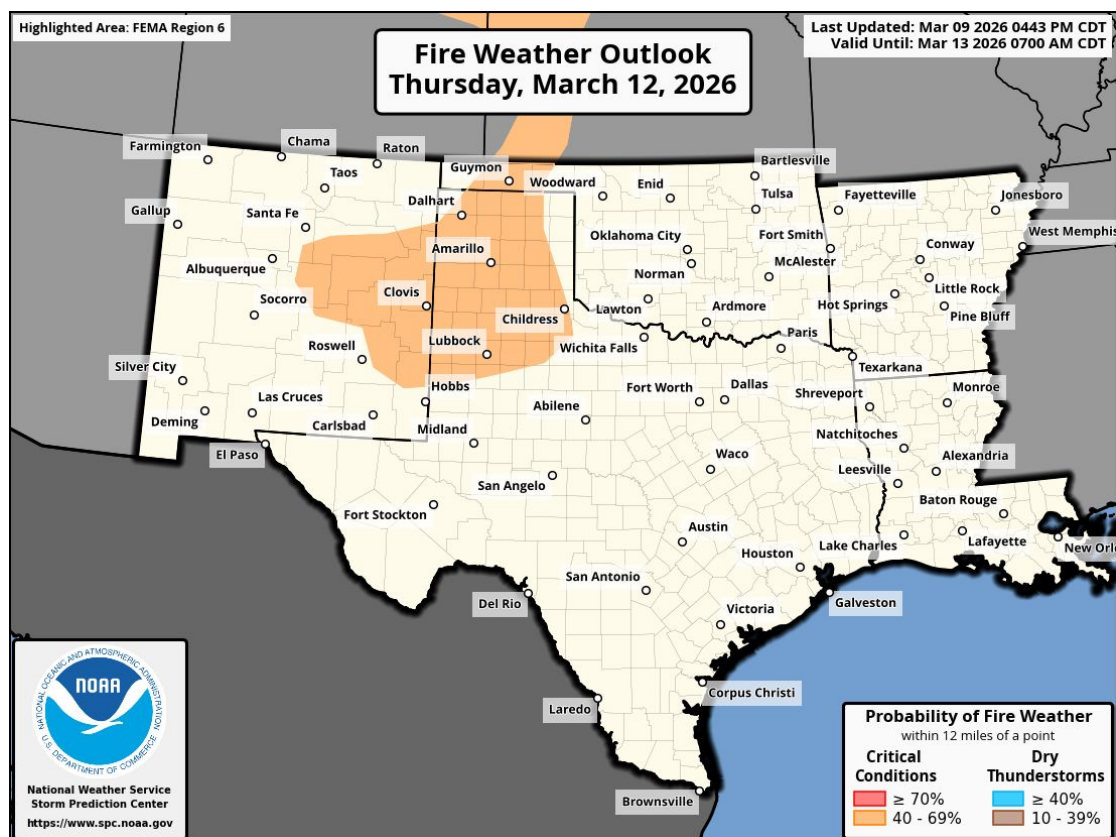 Highlighted Area: FEMA Region 6
Last Updated: Mar 09 2026 0443 PM CDT
Valid Until: Mar 13 2026 0700 AM CDT
Fire Weather Outlook
Thursday, March 12, 2026
Farmington
Chama
Raton
Taos
Guymon
Woodward
Enid
Bartlesville
Tulsa
Fayetteville
Jonesboro
Gallup
Santa Fe
Dalhart
West Memphis
Albuquerque
Amarillo
Oklahoma City
Fort Smith
Conway
Norman
McAlester
Little Rock
Socorro
Clovis
Childress
Lawton
Ardmore
Hot Springs
Pine Bluff
Roswell
Lubbock
Wichita Falls
Paris
Texarkana
Silver City
Hobbs
Fort Worth
Dallas
Shreveport
Monroe
Deming
Las Cruces
Carlsbad
Midland
Abilene
Natchitoches
El Paso
Waco
Leesville
Alexandria
San Angelo
Baton Rouge
Fort Stockton
Austin
Houston
Lake Charles
Lafayette
New Orl
San Antonio
Del Rio
Victoria
Galveston
Laredo
Corpus Christi
Brownsville
NATIONAL OCEANIC AND ATMOSPHERIC ADMINISTRATION
NOAA
U.S. DEPARTMENT OF COMMERCE
National Weather Service
Storm Prediction Center
https://www.spc.noaa.gov
Probability of Fire Weather
within 12 miles of a point
Critical Conditions
≥ 70%
40 - 69%
Dry Thunderstorms
≥ 40%
10 - 39%